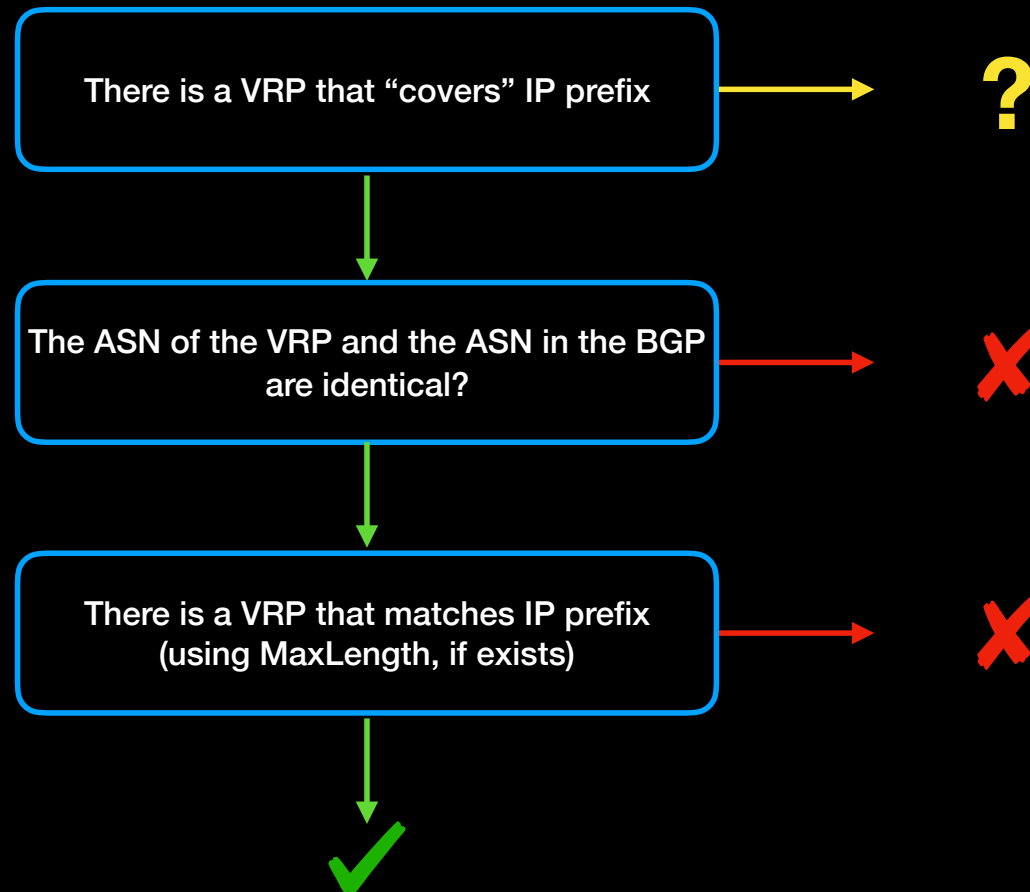 There is a VRP that “covers” IP prefix
?
The ASN of the VRP and the ASN in the BGP
are identical?
There is a VRP that matches IP prefix
(using MaxLength, if exists)